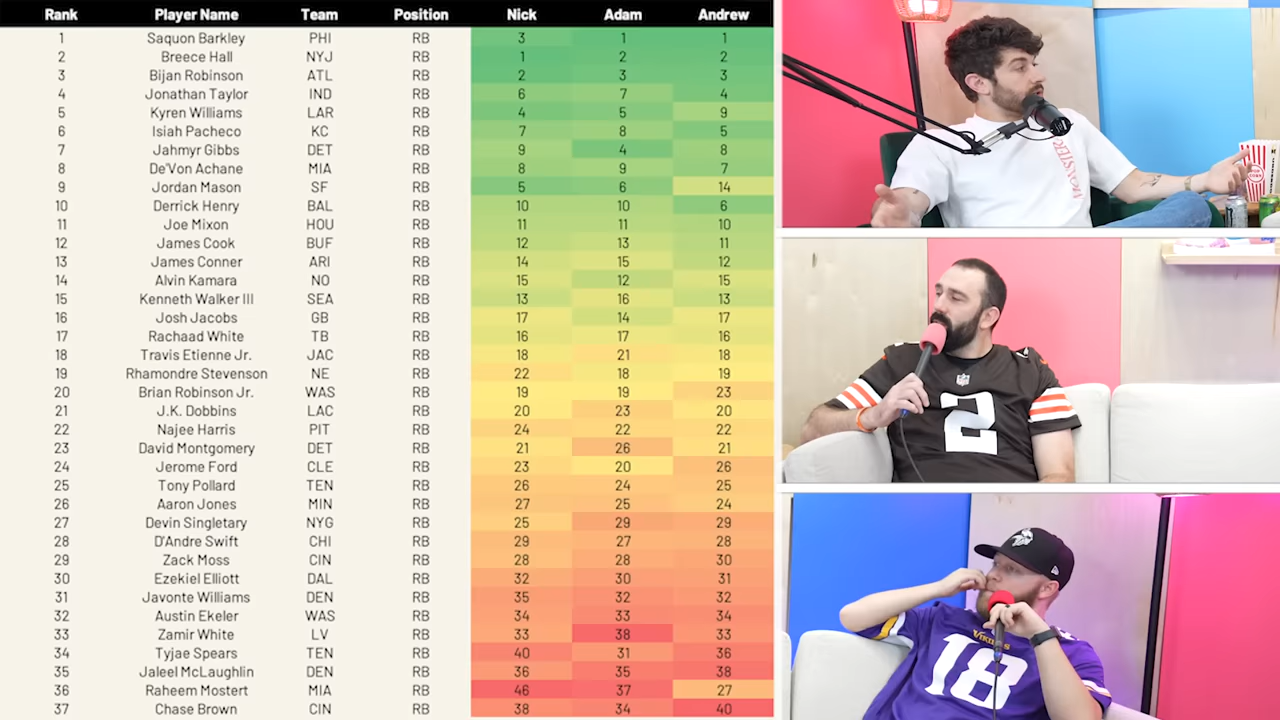 Rank Player Name Team Position Nick Adam Andrew
1 Saquon Barkley PHI RB 3 1 1
2 Breece Hall NYJ RB 1 2 2
3 Bijan Robinson ATL RB 2 3 3
4 Jonathan Taylor IND RB 6 7 4
5 Kyren Williams LAR RB 4 5 9
6 Isiah Pacheco KC RB 7 8 5
7 Jahmyr Gibbs DET RB 9 4 8
8 De'Von Achane MIA RB 8 9 7
9 Jordan Mason SF RB 5 6 14
10 Derrick Henry BAL RB 10 10 6
11 Joe Mixon HOU RB 11 11 10
12 James Cook BUF RB 12 13 11
13 James Conner ARI RB 14 15 12
14 Alvin Kamara NO RB 15 12 15
15 Kenneth Walker III SEA RB 13 16 13
16 Josh Jacobs GB RB 17 14 17
17 Rachaad White TB RB 16 17 16
18 Travis Etienne Jr. JAC RB 18 21 18
19 Rhamondre Stevenson NE RB 22 18 19
20 Brian Robinson Jr. WAS RB 19 19 23
21 J.K. Dobbins LAC RB 20 23 20
22 Najee Harris PIT RB 24 22 22
23 David Montgomery DET RB 21 26 21
24 Jerome Ford CLE RB 23 20 26
25 Tony Pollard TEN RB 26 24 25
26 Aaron Jones MIN RB 27 25 24
27 Devin Singletary NYG RB 25 29 29
28 D'Andre Swift CHI RB 29 27 28
29 Zack Moss CIN RB 28 28 30
30 Ezekiel Elliott DAL RB 32 30 31
31 Javonte Williams DEN RB 35 32 32
32 Austin Ekeler WAS RB 34 33 34
33 Zamir White LV RB 33 38 33
34 Tyjae Spears TEN RB 40 31 36
35 Jaleel McLaughlin DEN RB 36 35 38
36 Raheem Mostert MIA RB 46 37 27
37 Chase Brown CIN RB 38 34 40
MONSTER
2
VIKINGS
18